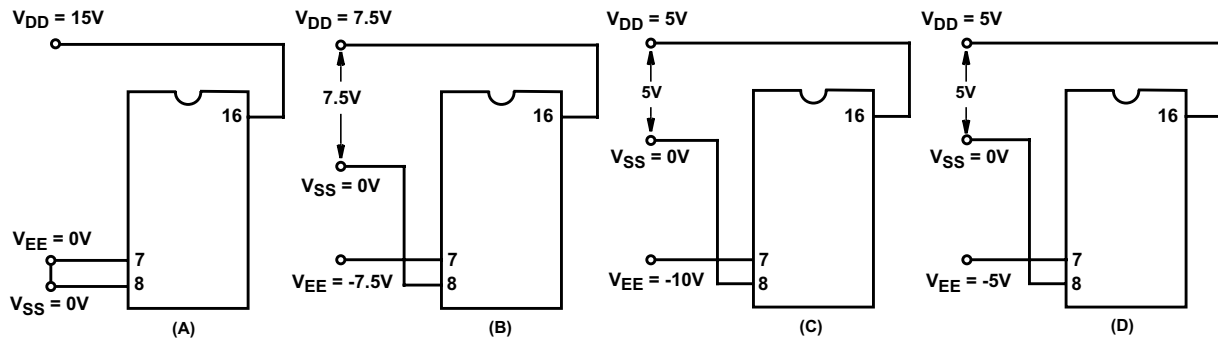 VDD = 15V
16
VEE = 0V
7
8
VSS = 0V
(A)
VDD = 7.5V
7.5V
16
VSS = 0V
7
VEE = -7.5V
8
(B)
VDD = 5V
5V
16
VSS = 0V
7
VEE = -10V
8
(C)
VDD = 5V
5V
16
VSS = 0V
7
VEE = -5V
8
(D)